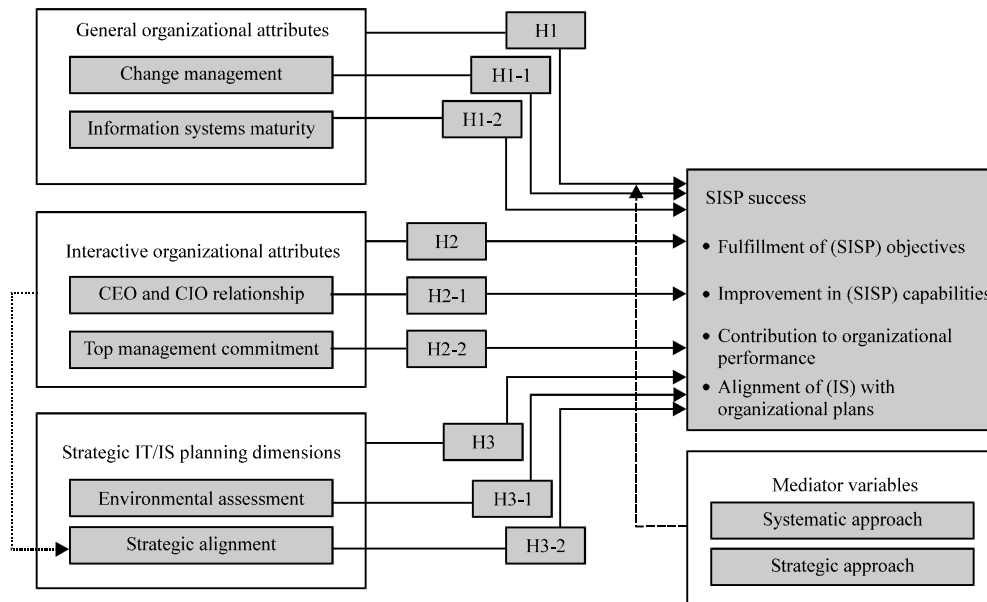 General organizational attributes
Change management
Information systems maturity
H1
H1-1
H1-2
Interactive organizational attributes
CEO and CIO relationship
Top management commitment
H2
H2-1
H2-2
Strategic IT/IS planning dimensions
Environmental assessment
Strategic alignment
H3
H3-1
H3-2
SISP success
• Fulfillment of (SISP) objectives
• Improvement in (SISP) capabilities
• Contribution to organizational
performance
• Alignment of (IS) with
organizational plans
Mediator variables
Systematic approach
Strategic approach